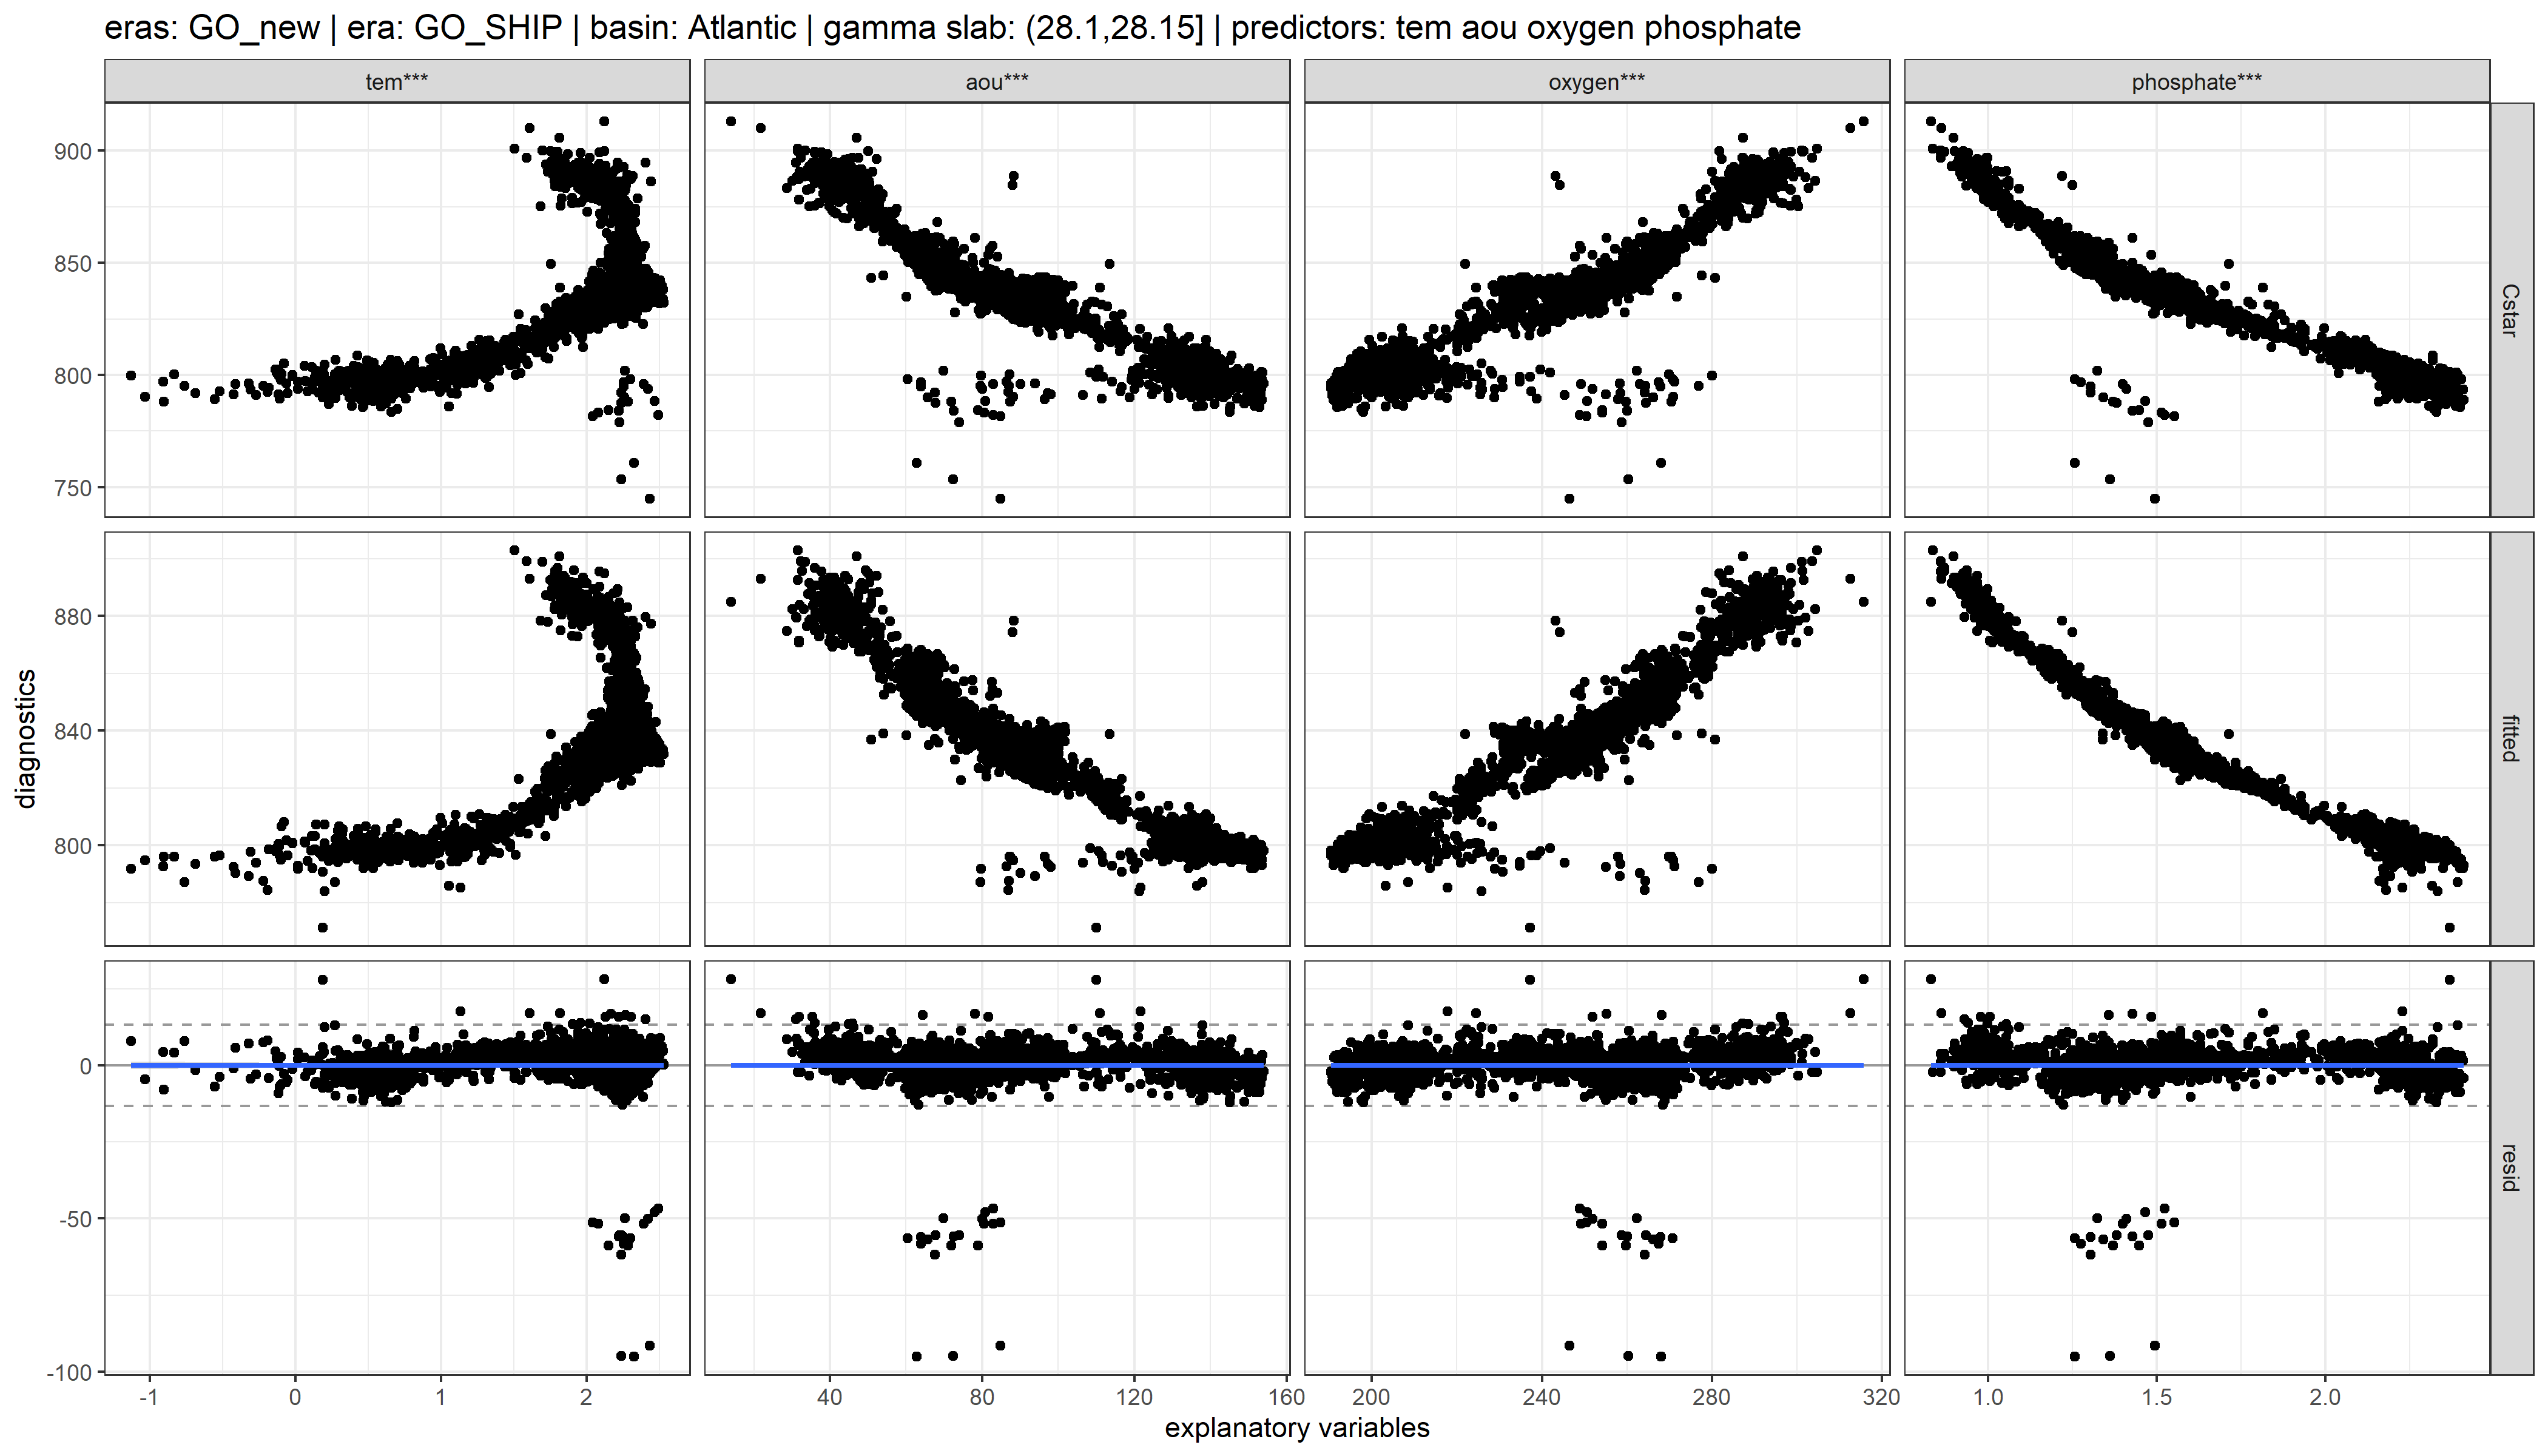 eras: GO_new | era: GO_SHIP | basin: Atlantic | gamma slab: (28.1,28.15] | predictors: tem aou oxygen phosphate
tem*** aou*** oxygen*** phosphate***
900
850
800
750
Cstar
880
840
800
fitted
diagnostics
0
-50
-100
resid
-1 0 1 2 40 80 120 160 200 240 280 320 1.0 1.5 2.0
explanatory variables